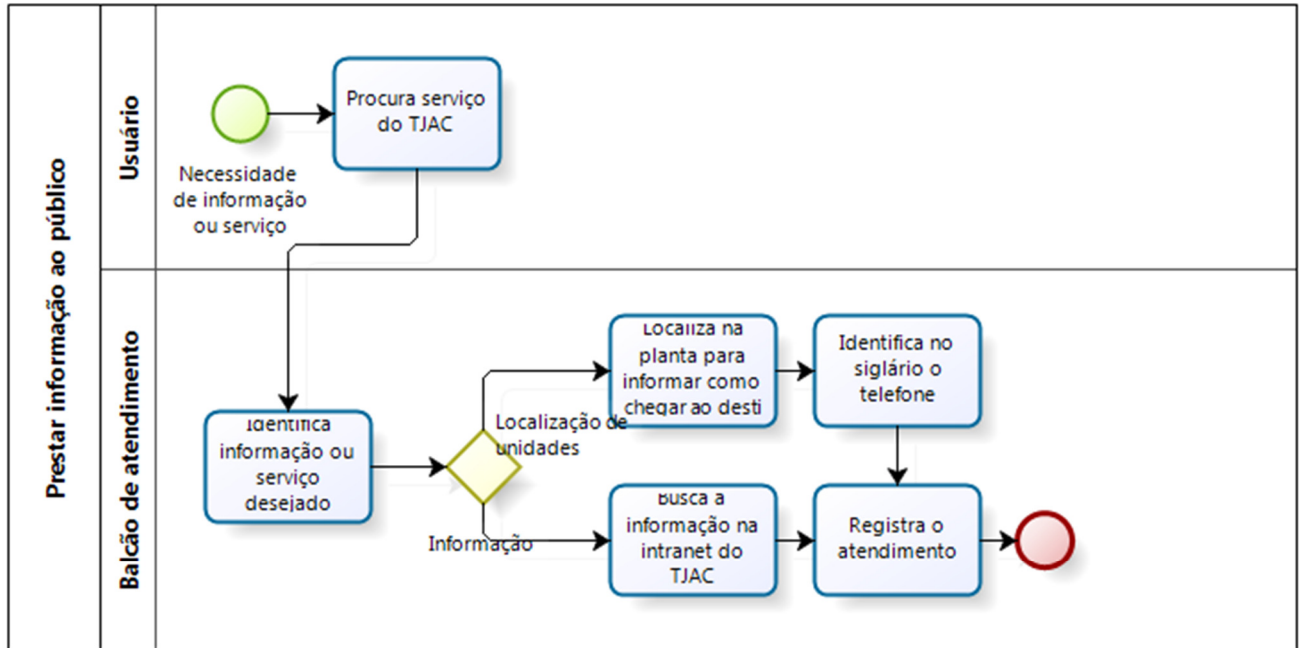 Prestar informação ao público
Usuário
Necessidade
de informação
ou serviço
Procura serviço
do TJAC
Balcão de atendimento
Identifica
informação ou
serviço
desejado
Localização de
unidades
Informação
Localiza na
planta para
informar como
chegar ao desti
Identifica no
siglário o
telefone
Busca a
informação na
intranet do
TJAC
Registra o
atendimento